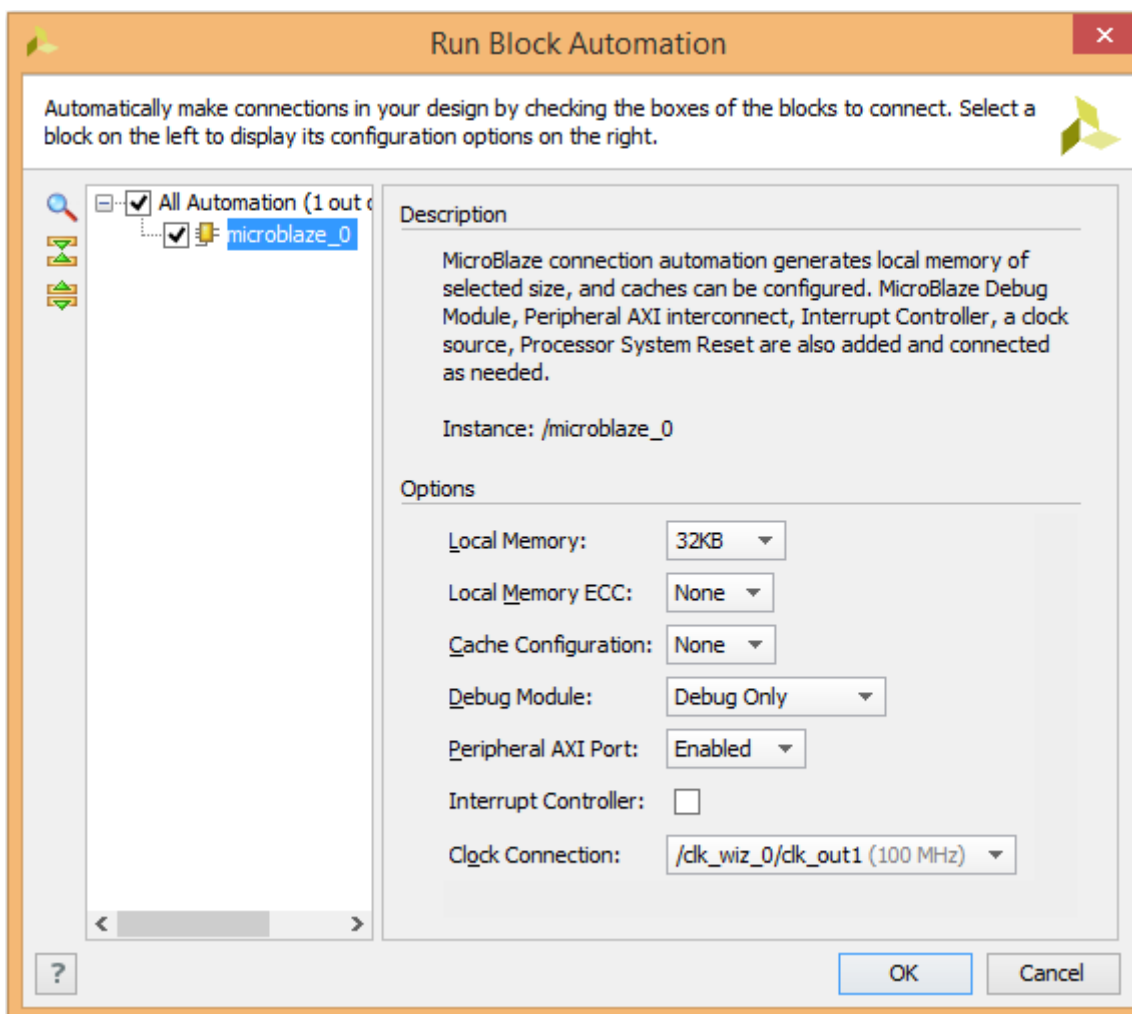 Run Block Automation
Automatically make connections in your design by checking the boxes of the blocks to connect. Select a
block on the left to display its configuration options on the right.
All Automation (1 out
microblaze_0
Description
MicroBlaze connection automation generates local memory of
selected size, and caches can be configured. MicroBlaze Debug
Module, Peripheral AXI interconnect, Interrupt Controller, a clock
source, Processor System Reset are also added and connected
as needed.
Instance: /microblaze_0
Options
Local Memory: 32KB
Local Memory ECC: None
Cache Configuration: None
Debug Module: Debug Only
Peripheral AXI Port: Enabled
Interrupt Controller:
Clock Connection: /clk_wiz_0/clk_out1 (100 MHz)
?
OK Cancel